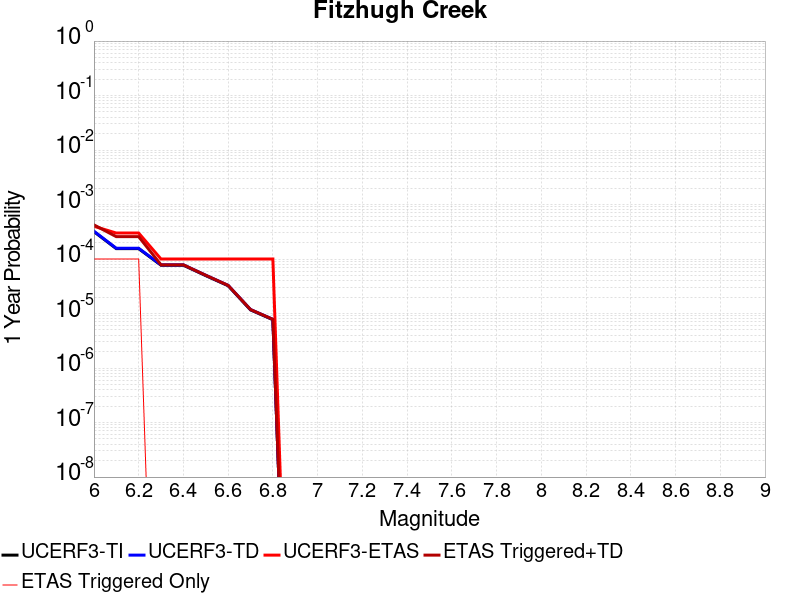 Fitzhugh Creek
10^0
10^-1
10^-2
10^-3
10^-4
10^-5
10^-6
10^-7
10^-8
1 Year Probability
6 6.2 6.4 6.6 6.8 7 7.2 7.4 7.6 7.8 8 8.2 8.4 8.6 8.8 9
Magnitude
UCERF3-TI UCERF3-TD UCERF3-ETAS ETAS Triggered+TD
ETAS Triggered Only